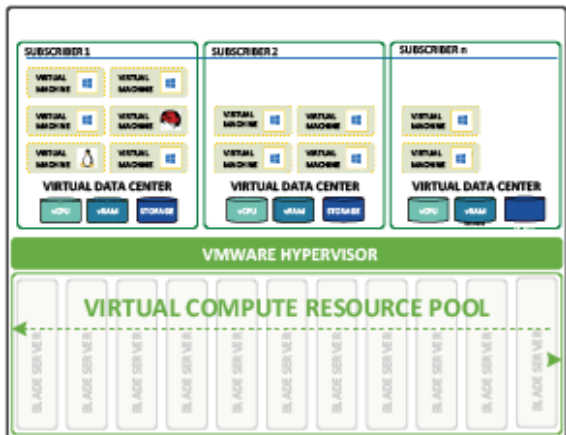 SUBSCRIBER 1
VIRTUAL MACHINE
VIRTUAL MACHINE
VIRTUAL MACHINE
VIRTUAL MACHINE
VIRTUAL MACHINE
VIRTUAL MACHINE
VIRTUAL DATA CENTER
vCPU
vRAM
STORAGE
SUBSCRIBER 2
VIRTUAL MACHINE
VIRTUAL MACHINE
VIRTUAL MACHINE
VIRTUAL MACHINE
VIRTUAL DATA CENTER
vCPU
vRAM
STORAGE
SUBSCRIBER n
VIRTUAL MACHINE
VIRTUAL MACHINE
VIRTUAL DATA CENTER
vCPU
vRAM
VMWARE HYPERVISOR
VIRTUAL COMPUTE RESOURCE POOL
BLADE SERVER
BLADE SERVER
BLADE SERVER
BLADE SERVER
BLADE SERVER
BLADE SERVER
BLADE SERVER
BLADE SERVER
BLADE SERVER
BLADE SERVER
BLADE SERVER